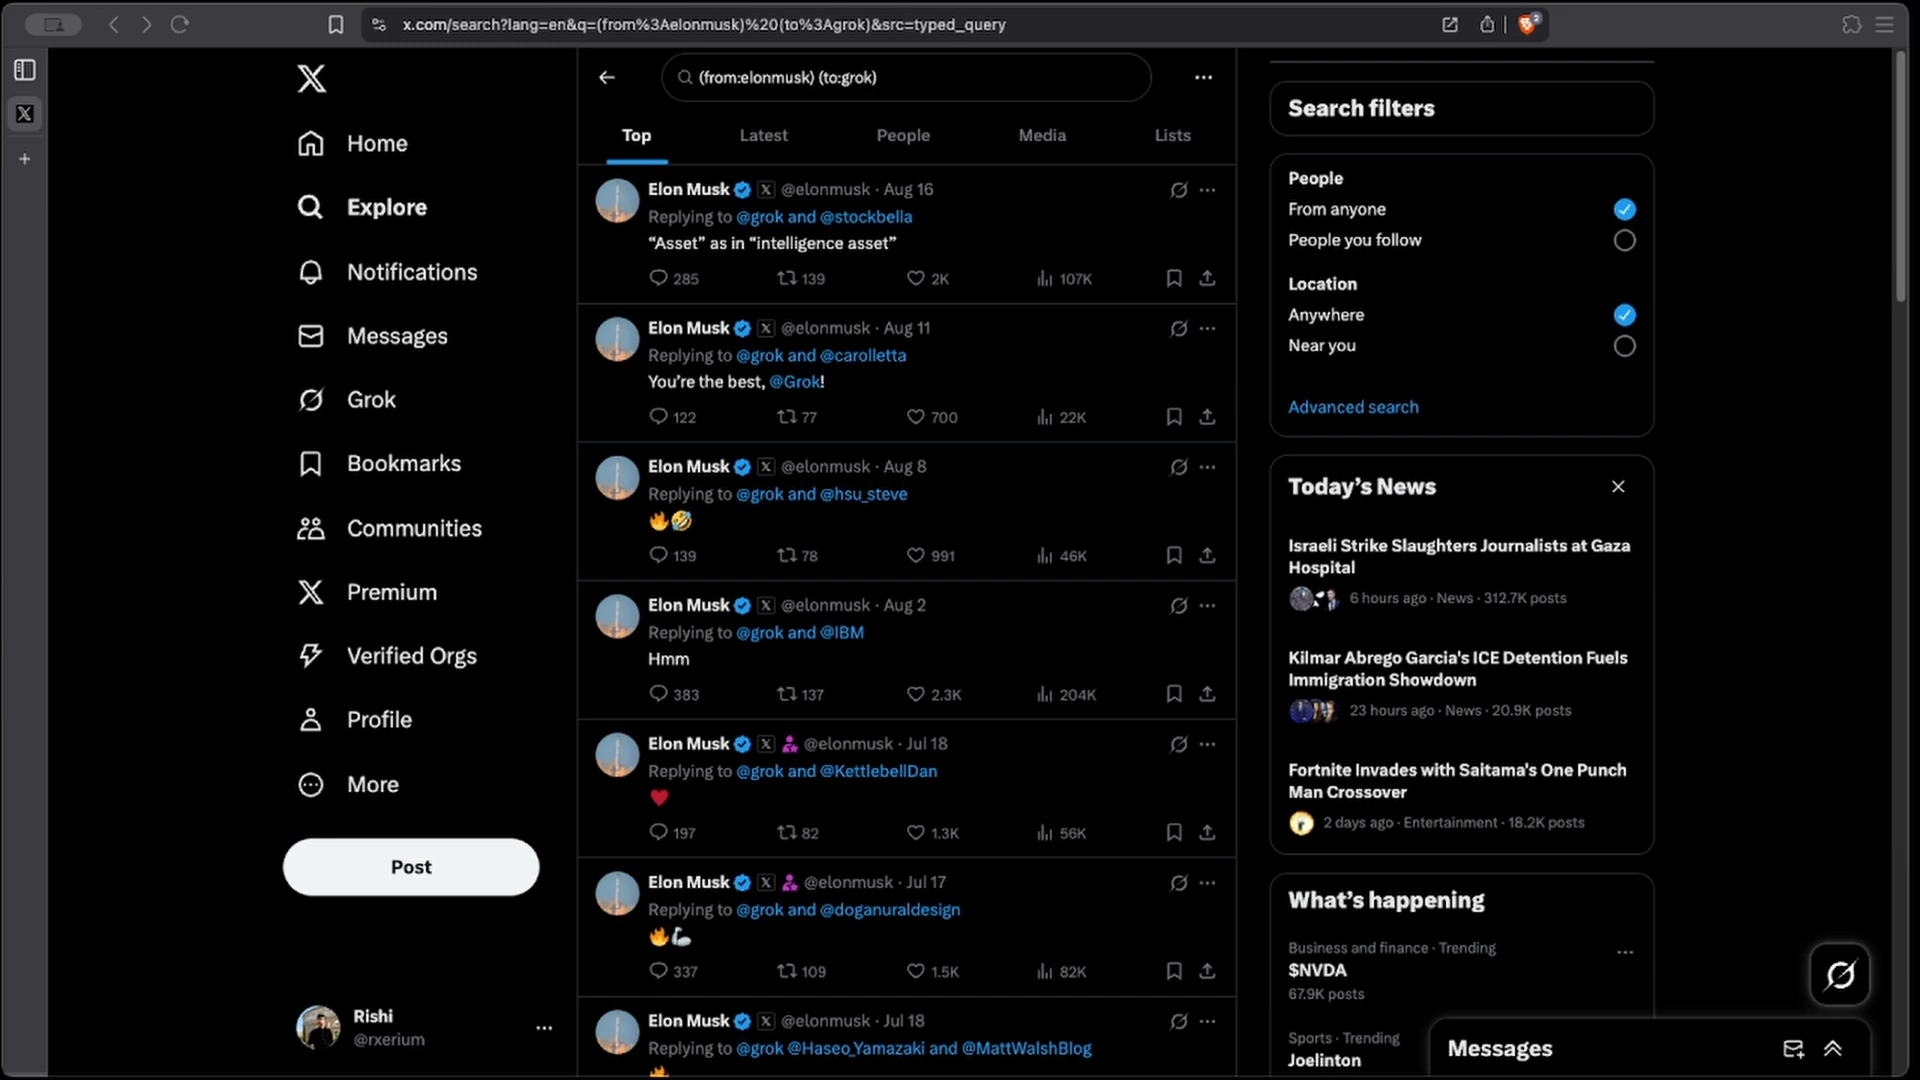 x.com/search?lang=en&q=(from%3Aelonmusk)%20(to%3Agrok)&src=typed_query
2
Home
Explore
Notifications
Messages
Grok
Bookmarks
Communities
Premium
Verified Orgs
Profile
More
Post
Rishi
@rxerium
(from:elonmusk) (to:grok)
Top Latest People Media Lists
Elon Musk @elonmusk · Aug 16
Replying to @grok and @stockbella
“Asset” as in “intelligence asset”
285 139 2K 107K
Elon Musk @elonmusk · Aug 11
Replying to @grok and @carolletta
You’re the best, @Grok!
122 77 700 22K
Elon Musk @elonmusk · Aug 8
Replying to @grok and @hsu_steve
🔥🤣
139 78 991 46K
Elon Musk @elonmusk · Aug 2
Replying to @grok and @IBM
Hmm
383 137 2.3K 204K
Elon Musk @elonmusk · Jul 18
Replying to @grok and @KettlebellDan
♥️
197 82 1.3K 56K
Elon Musk @elonmusk · Jul 17
Replying to @grok and @doganuraldesign
🔥💪
337 109 1.5K 82K
Elon Musk @elonmusk · Jul 18
Replying to @grok @Haseo_Yamazaki and @MattWalshBlog
Search filters
People
From anyone
People you follow
Location
Anywhere
Near you
Advanced search
Today’s News
Israeli Strike Slaughters Journalists at Gaza
Hospital
6 hours ago · News · 312.7K posts
Kilmar Abrego Garcia's ICE Detention Fuels
Immigration Showdown
23 hours ago · News · 20.9K posts
Fortnite Invades with Saitama's One Punch
Man Crossover
2 days ago · Entertainment · 18.2K posts
What’s happening
Business and finance · Trending
$NVDA
67.9K posts
Sports · Trending
Joelinton
Messages